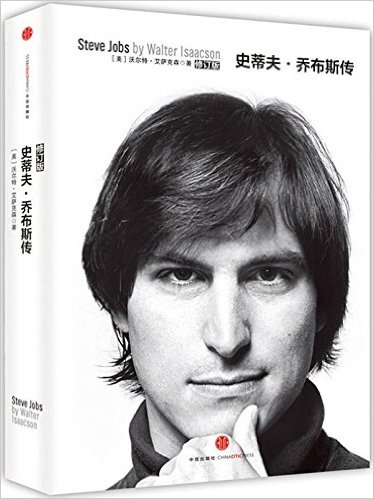 Steve Jobs by Walter Isaacson
[美] 沃尔特·艾萨克森◎著 修订版
史蒂夫·乔布斯传
中信出版社 CHINACITICPRESS
修订版
史蒂夫·乔布斯传
[美] 沃尔特·艾萨克森◎著
Steve Jobs
by Walter
Isaacson